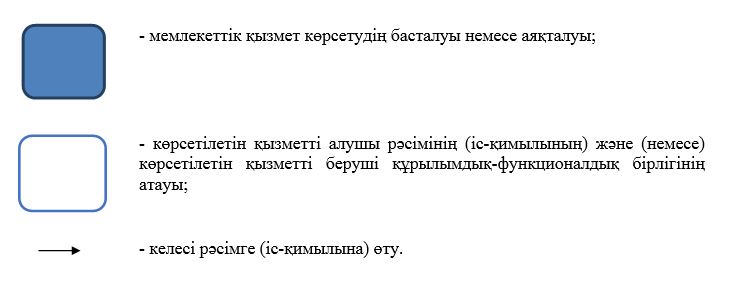 - мемлекеттік қызмет көрсетудің басталуы немесе аяқталуы;
- көрсетілетін қызметті алушы рәсімінің (іс-қимылының) және (немесе)
көрсетілетін қызметті беруші құрылымдық-функционалдық бірлігінің
атауы;
- келесі рәсімге (іс-қимылына) өту.